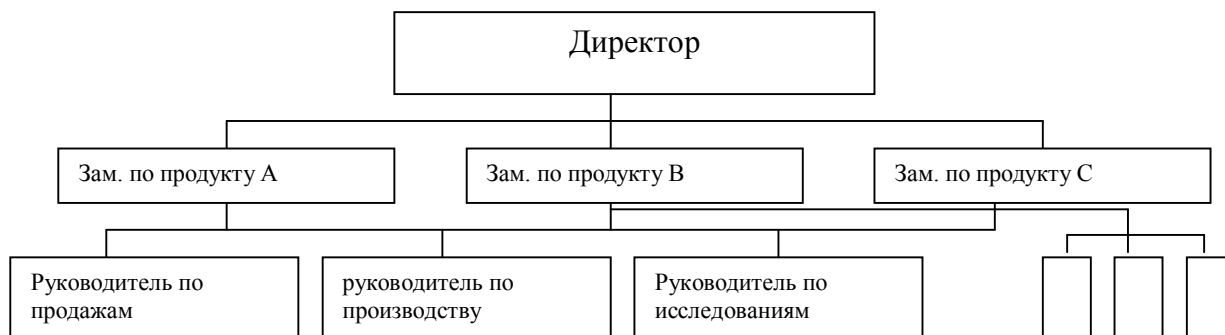 Директор
Зам. по продукту А
Зам. по продукту В
Зам. по продукту С
Руководитель по
продажам
руководитель по
производству
Руководитель по
исследованиям